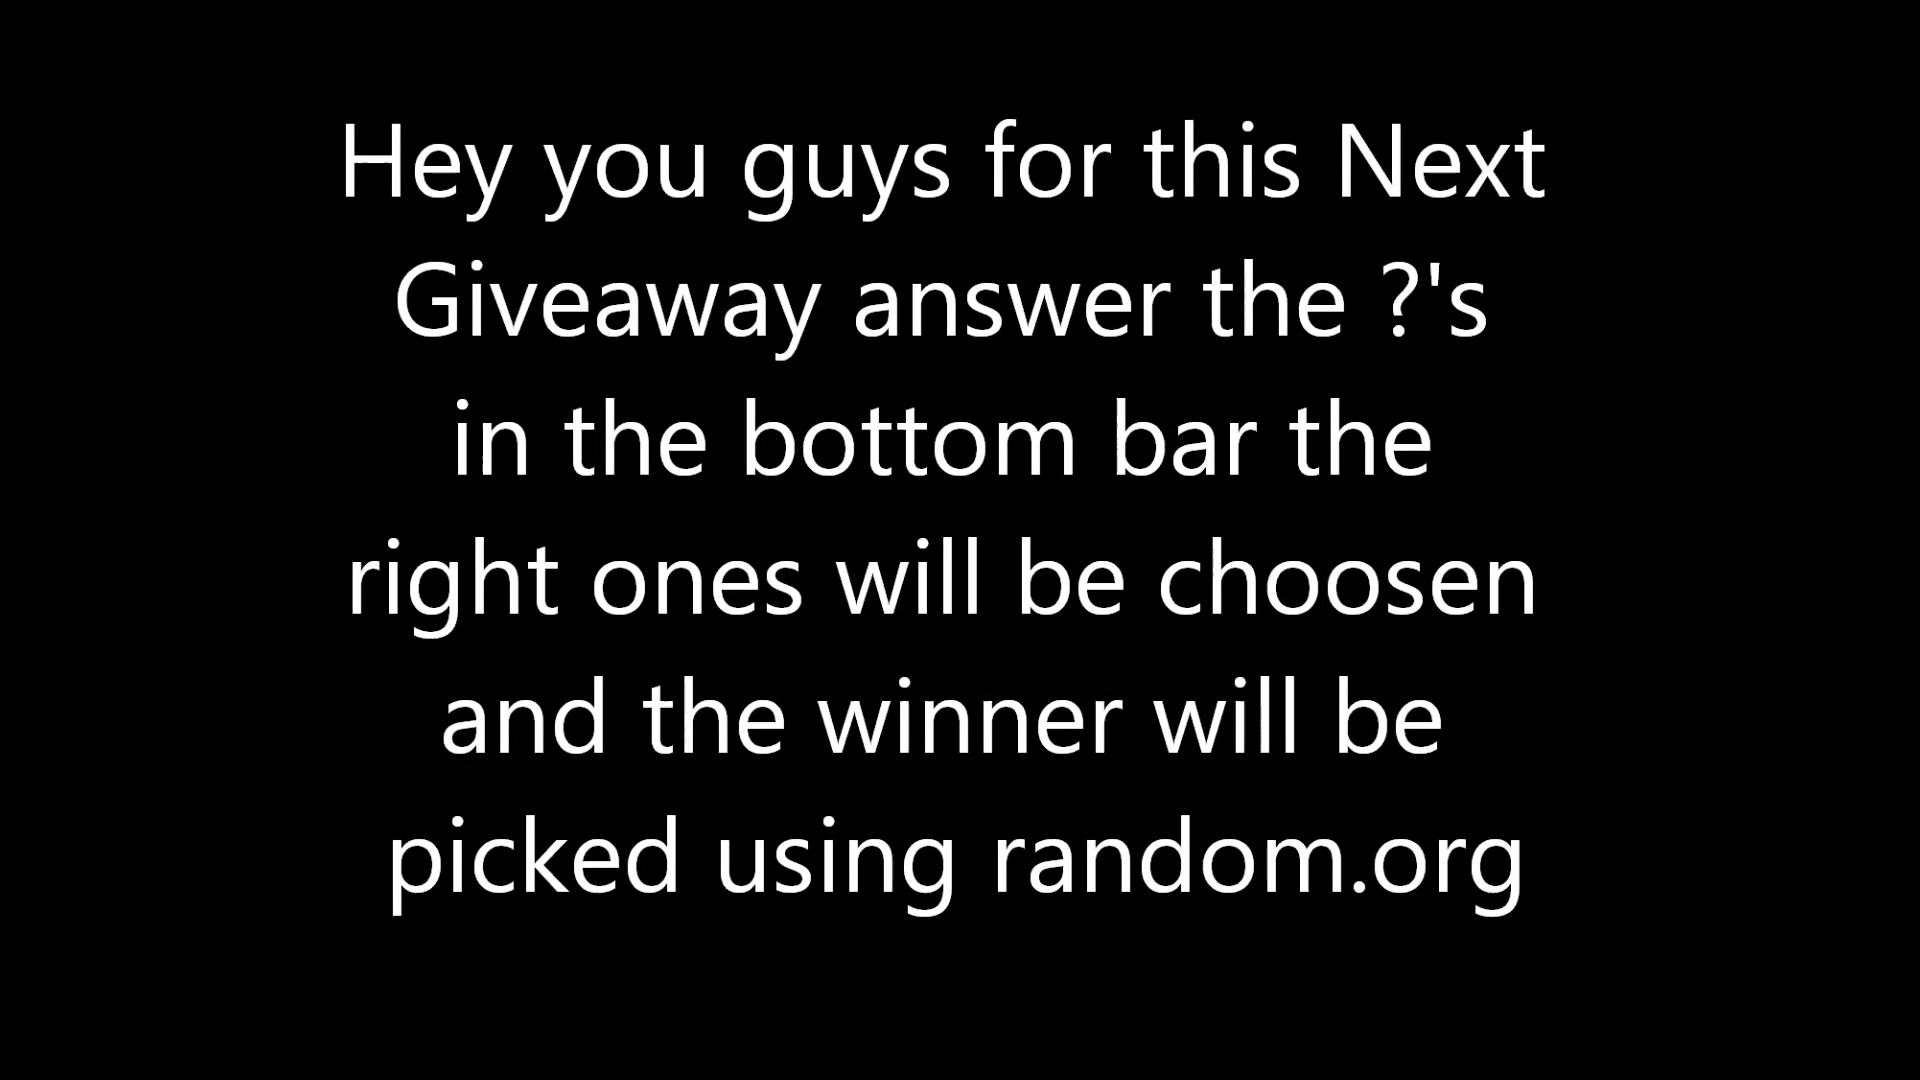 Hey you guys for this Next
Giveaway answer the ?'s
in the bottom bar the
right ones will be choosen
and the winner will be
picked using random.org